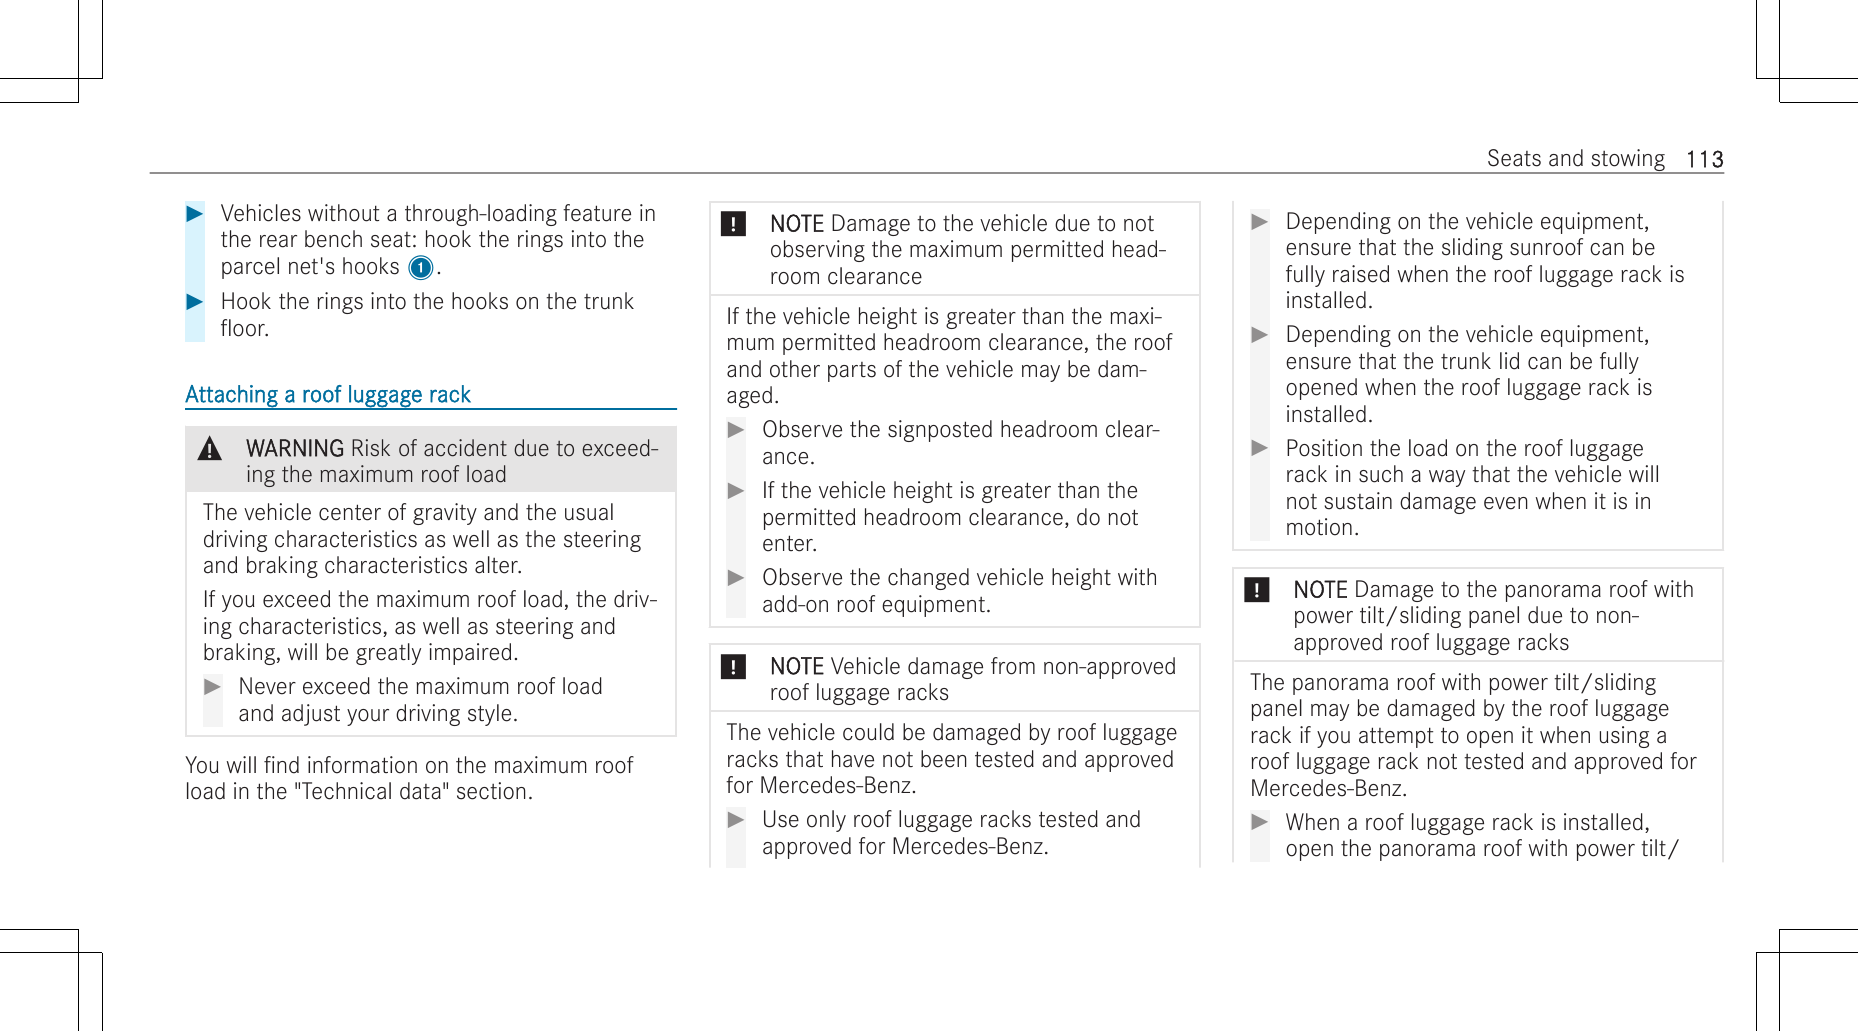 Seats and stowing 113
Vehicles without a through-loading feature in
the rear bench seat: hook the rings into the
parcel net's hooks 1.
Hook the rings into the hooks on the trunk
floor.
Attaching a roof luggage rack
WARNING Risk of accident due to exceed-
ing the maximum roof load
The vehicle center of gravity and the usual
driving characteristics as well as the steering
and braking characteristics alter.
If you exceed the maximum roof load, the driv-
ing characteristics, as well as steering and
braking, will be greatly impaired.
Never exceed the maximum roof load
and adjust your driving style.
You will find information on the maximum roof
load in the "Technical data" section.
NOTE Damage to the vehicle due to not
observing the maximum permitted head-
room clearance
If the vehicle height is greater than the maxi-
mum permitted headroom clearance, the roof
and other parts of the vehicle may be dam-
aged.
Observe the signposted headroom clear-
ance.
If the vehicle height is greater than the
permitted headroom clearance, do not
enter.
Observe the changed vehicle height with
add-on roof equipment.
NOTE Vehicle damage from non-approved
roof luggage racks
The vehicle could be damaged by roof luggage
racks that have not been tested and approved
for Mercedes-Benz.
Use only roof luggage racks tested and
approved for Mercedes-Benz.
Depending on the vehicle equipment,
ensure that the sliding sunroof can be
fully raised when the roof luggage rack is
installed.
Depending on the vehicle equipment,
ensure that the trunk lid can be fully
opened when the roof luggage rack is
installed.
Position the load on the roof luggage
rack in such a way that the vehicle will
not sustain damage even when it is in
motion.
NOTE Damage to the panorama roof with
power tilt/sliding panel due to non-
approved roof luggage racks
The panorama roof with power tilt/sliding
panel may be damaged by the roof luggage
rack if you attempt to open it when using a
roof luggage rack not tested and approved for
Mercedes-Benz.
When a roof luggage rack is installed,
open the panorama roof with power tilt/